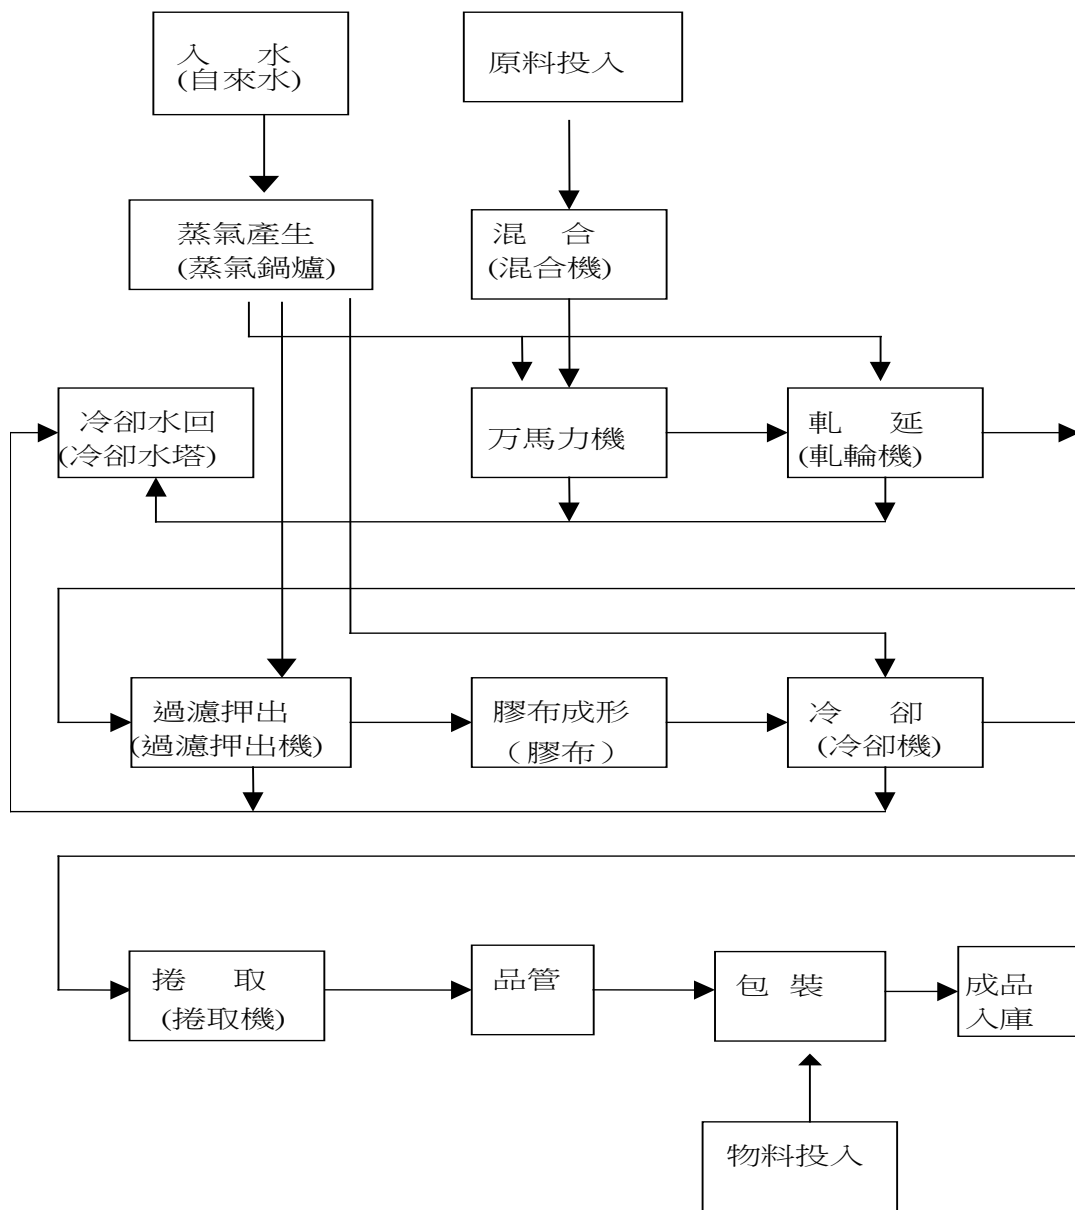 入　水
(自來水)
原料投入
蒸氣產生
(蒸氣鍋爐)
混　合
(混合機)
冷卻水回
(冷卻水塔)
万馬力機
軋　延
(軋輪機)
過濾押出
(過濾押出機)
膠布成形
（膠布）
冷　卻
(冷卻機)
捲　取
(捲取機)
品管
包 裝
成品
入庫
物料投入